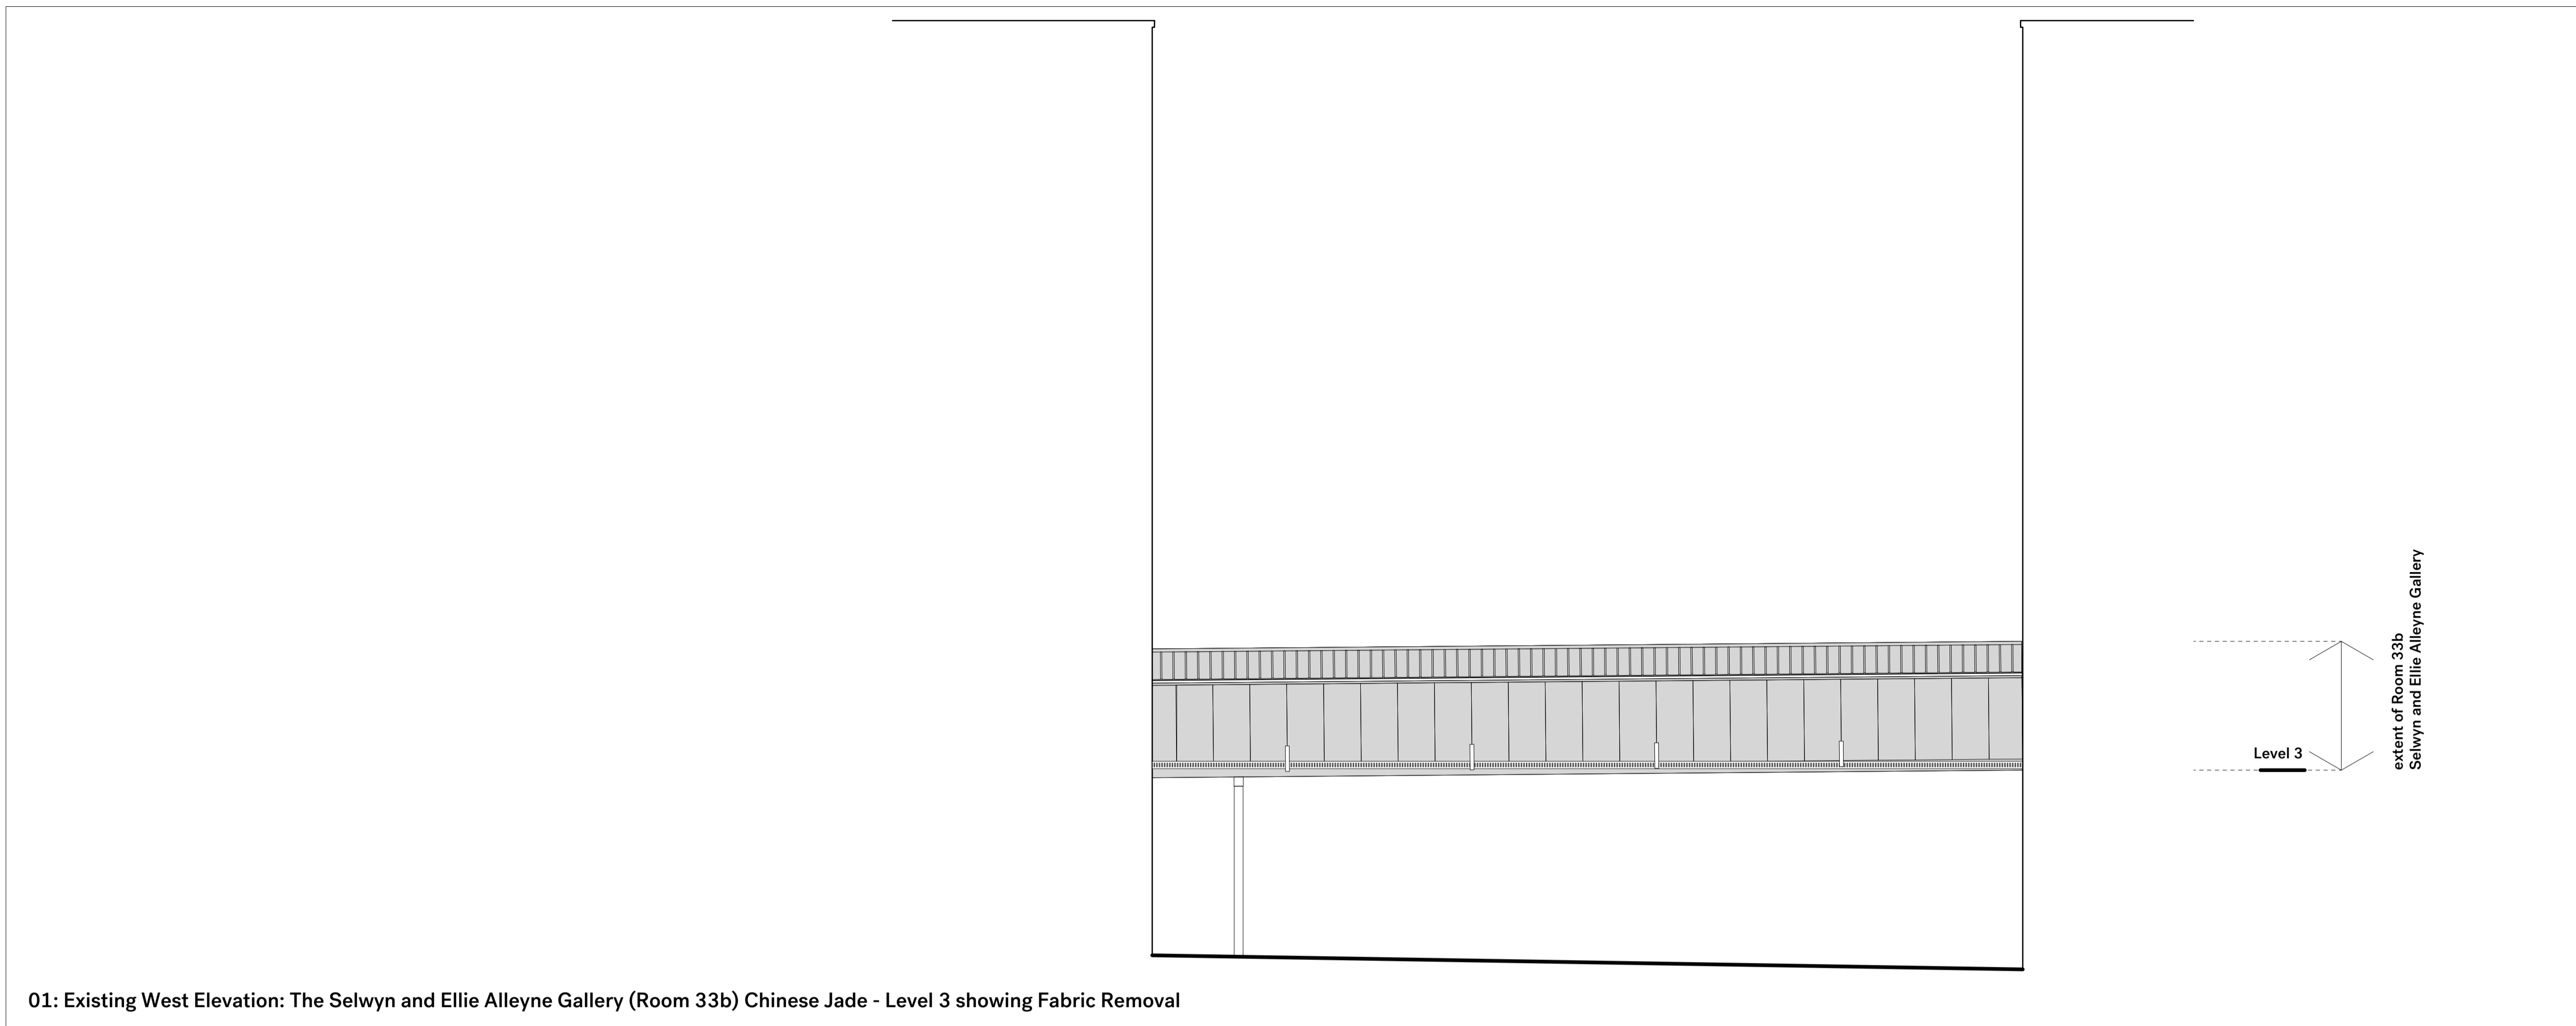 extent of Room 33b
Selwyn and Ellie Alleyne Gallery
Level 3
01: Existing West Elevation: The Selwyn and Ellie Alleyne Gallery (Room 33b) Chinese Jade - Level 3 showing Fabric Removal